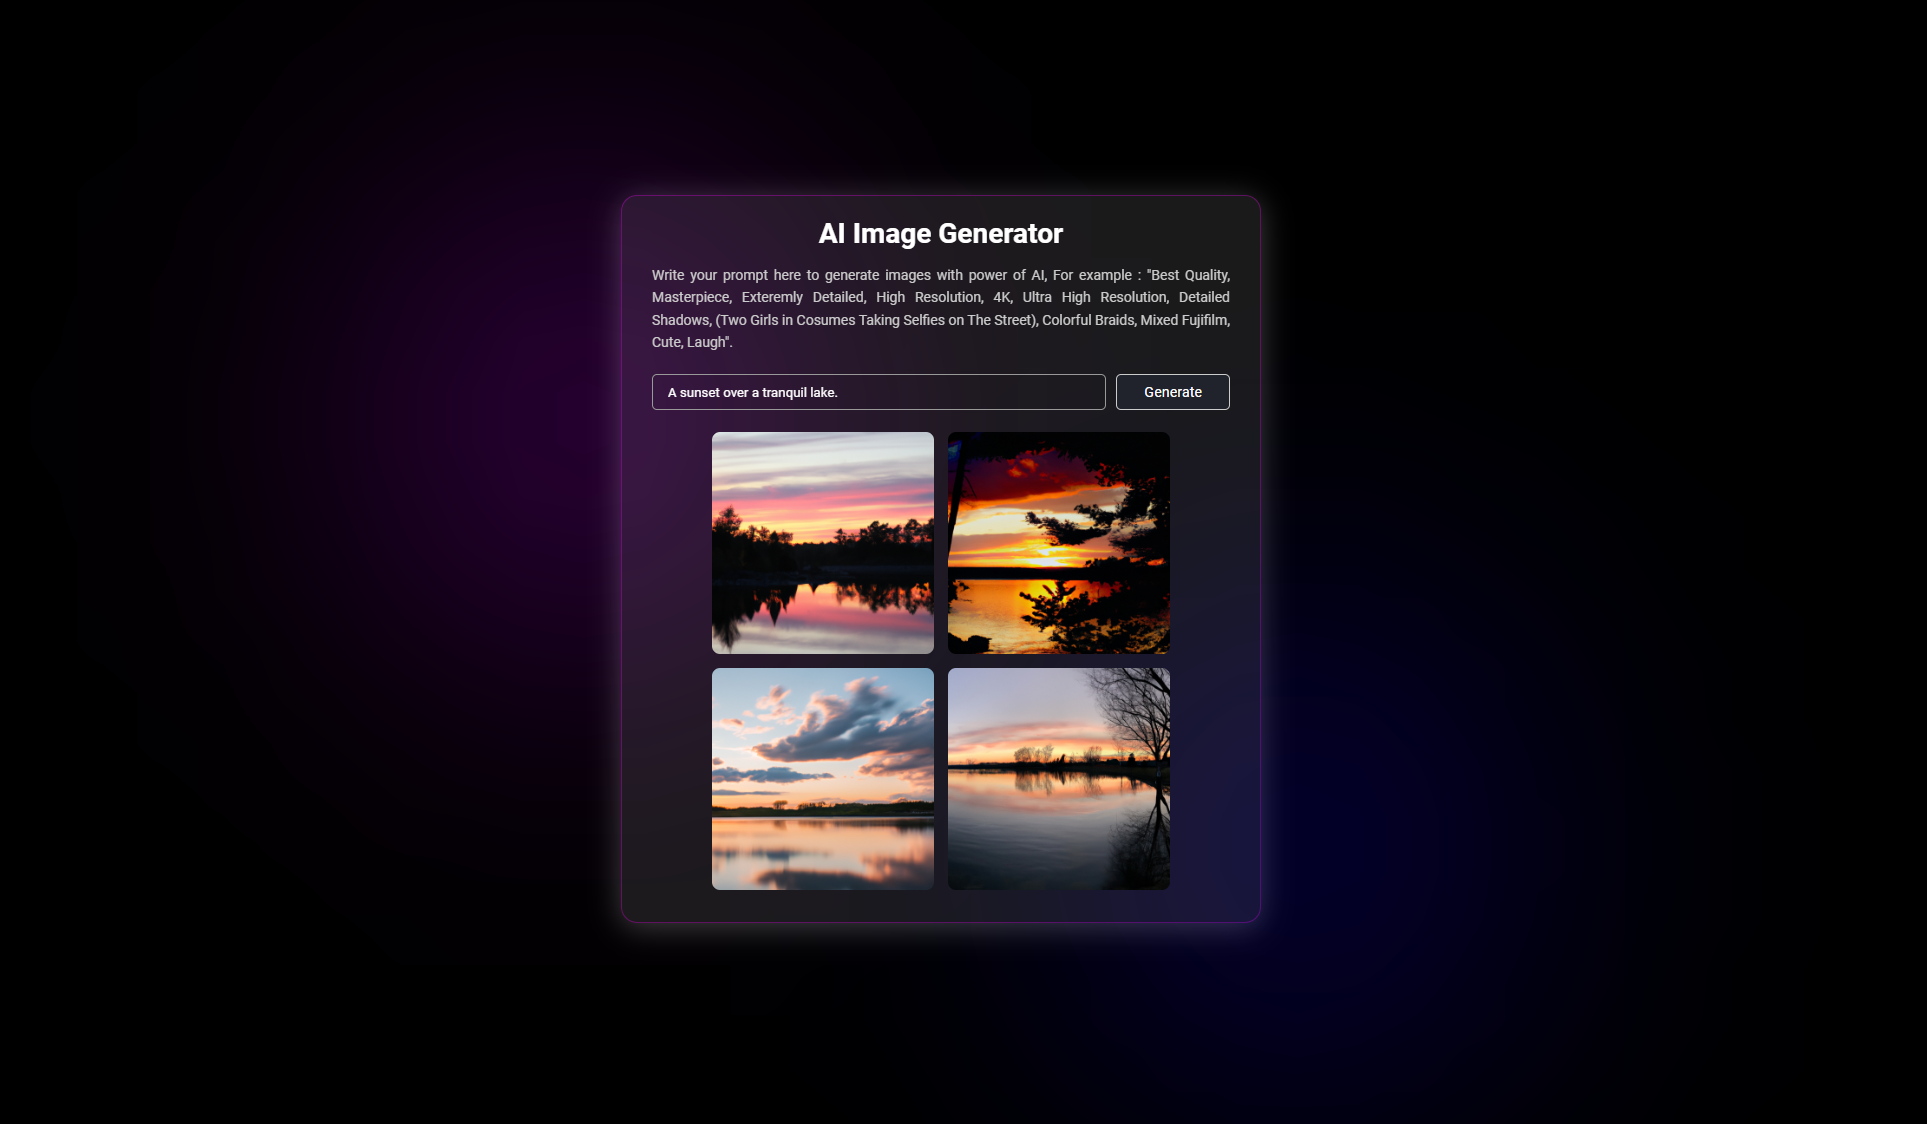 AI Image Generator
Write your prompt here to generate images with power of AI, For example : "Best Quality,
Masterpiece, Exteremly Detailed, High Resolution, 4K, Ultra High Resolution, Detailed
Shadows, (Two Girls in Cosumes Taking Selfies on The Street), Colorful Braids, Mixed Fujifilm,
Cute, Laugh".
A sunset over a tranquil lake.
Generate